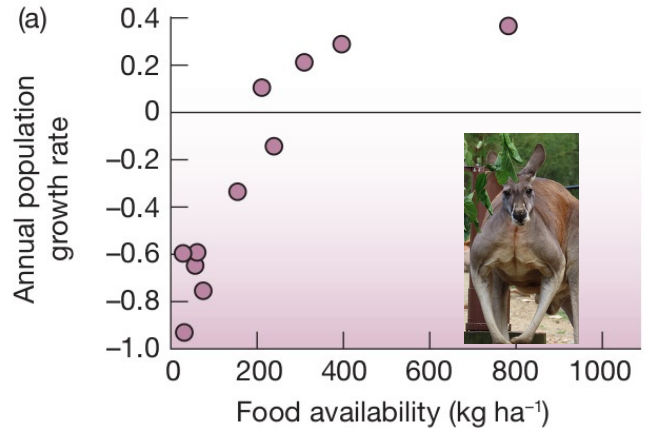 (a)
Annual population
growth rate
0.4
0.2
0
−0.2
−0.4
−0.6
−0.8
−1.0
0 200 400 600 800 1000
Food availability (kg ha⁻¹)